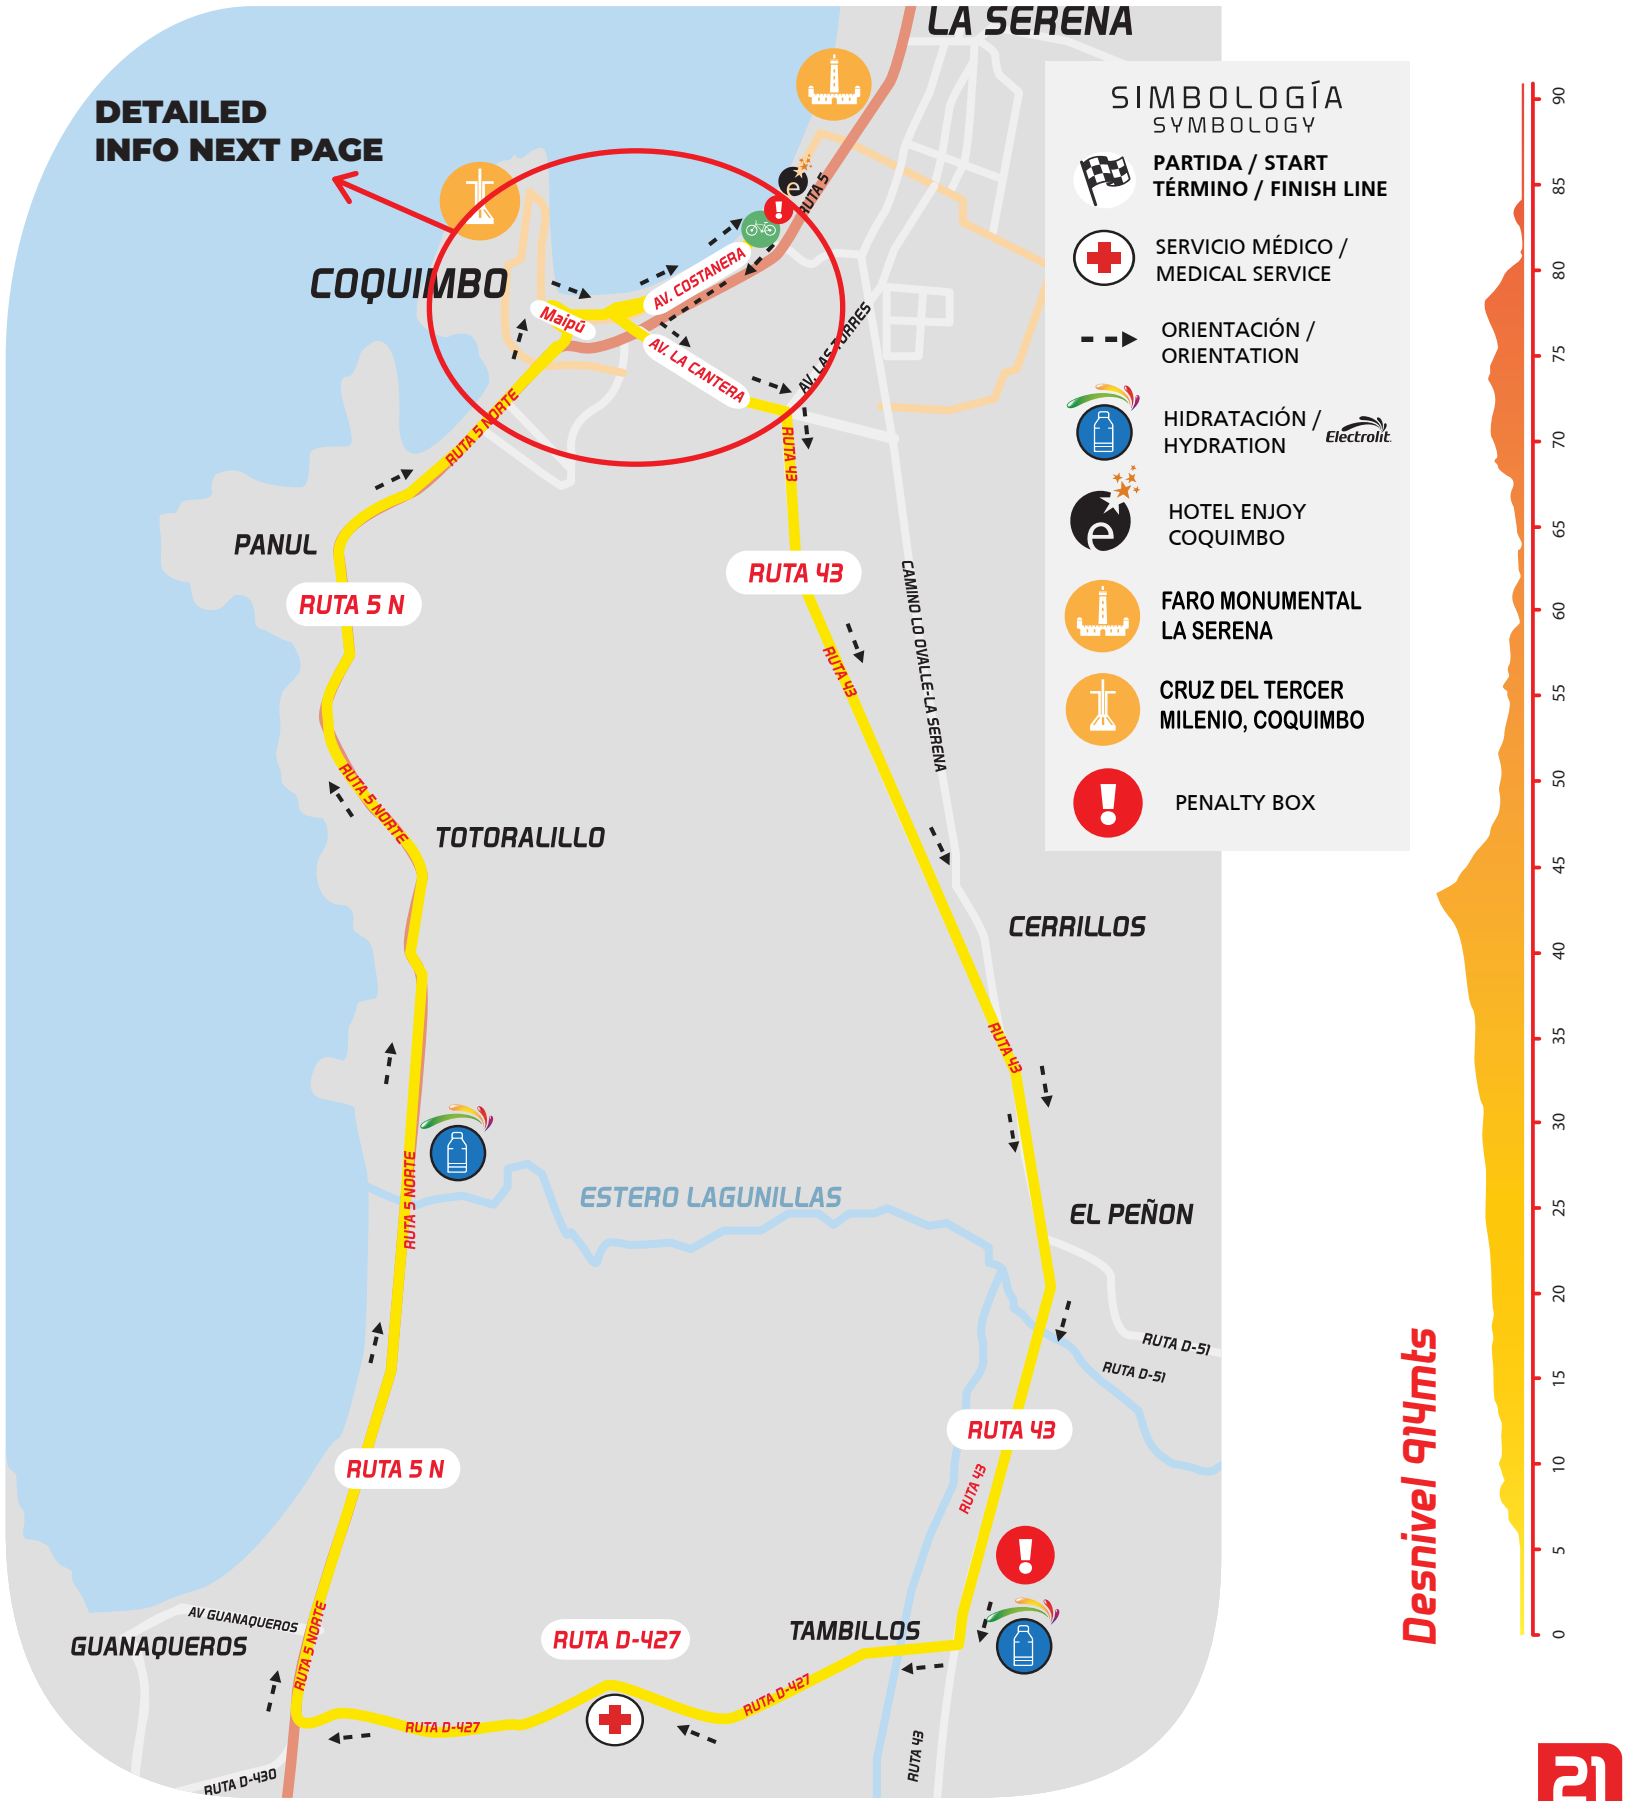 LA SERENA
DETAILED
INFO NEXT PAGE
COQUIMBO
RUTA 5
e
AV. COSTANERA
Maipú
AV. LA CANTERA
AV. LAS TORRES
RUTA 5 NORTE
RUTA 43
PANUL
RUTA 5 N
RUTA 43
RUTA 43
CAMINO LO OVALLE-LA SERENA
RUTA 5 NORTE
TOTORALILLO
CERRILLOS
RUTA 43
RUTA 5 NORTE
ESTERO LAGUNILLAS
EL PEÑON
RUTA D-51
RUTA D-51
RUTA 43
RUTA 5 N
RUTA 43
AV GUANAQUEROS
GUANAQUEROS
RUTA 5 NORTE
RUTA D-427
TAMBILLOS
RUTA D-427
RUTA D-427
RUTA 43
RUTA D-430
SIMBOLOGÍA
SYMBOLOGY
PARTIDA / START
TÉRMINO / FINISH LINE
SERVICIO MÉDICO /
MEDICAL SERVICE
ORIENTACIÓN /
ORIENTATION
HIDRATACIÓN /
HYDRATION
Electrolit
e
HOTEL ENJOY
COQUIMBO
FARO MONUMENTAL
LA SERENA
CRUZ DEL TERCER
MILENIO, COQUIMBO
PENALTY BOX
90
85
80
75
70
65
60
55
50
45
40
35
30
25
20
15
10
5
0
Desnivel 914mts
21